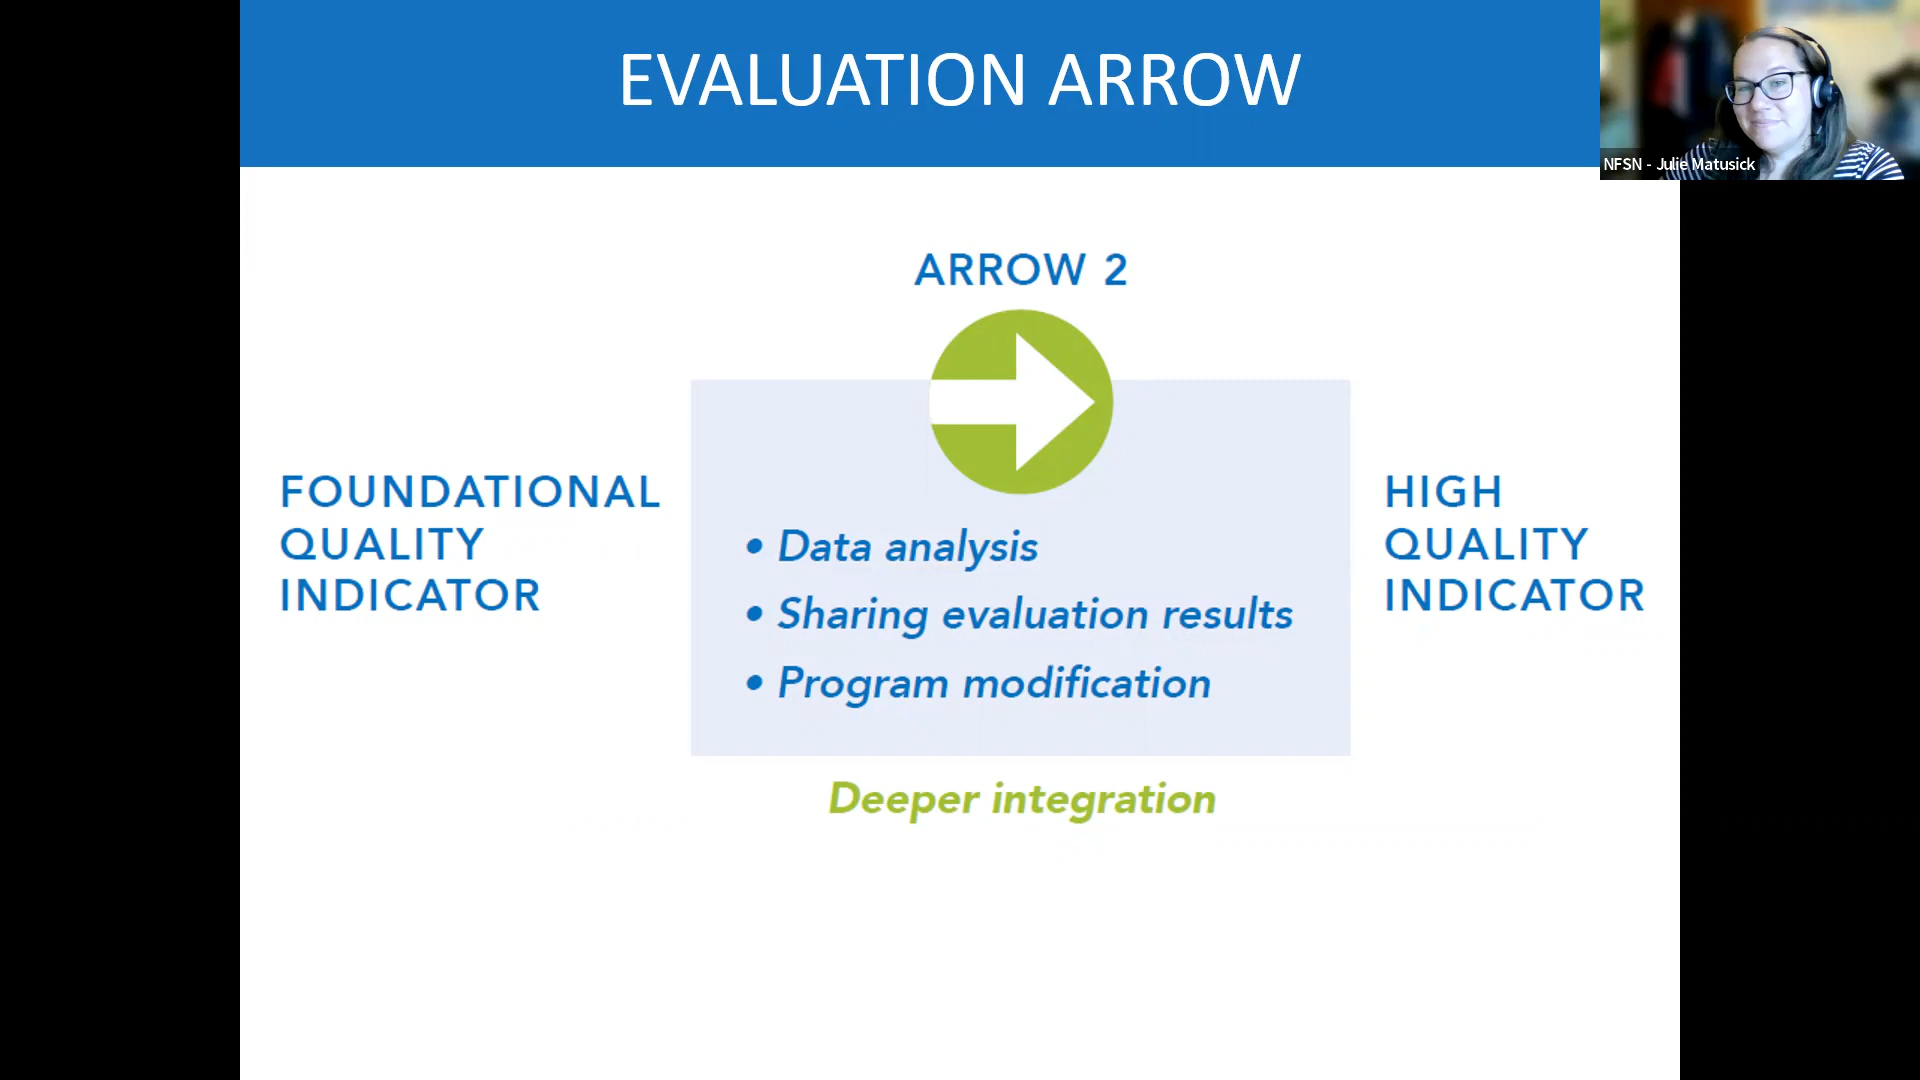 EVALUATION ARROW
NFSN - Julie Matusick
ARROW 2
FOUNDATIONAL
QUALITY
INDICATOR
• Data analysis
• Sharing evaluation results
• Program modification
HIGH
QUALITY
INDICATOR
Deeper integration